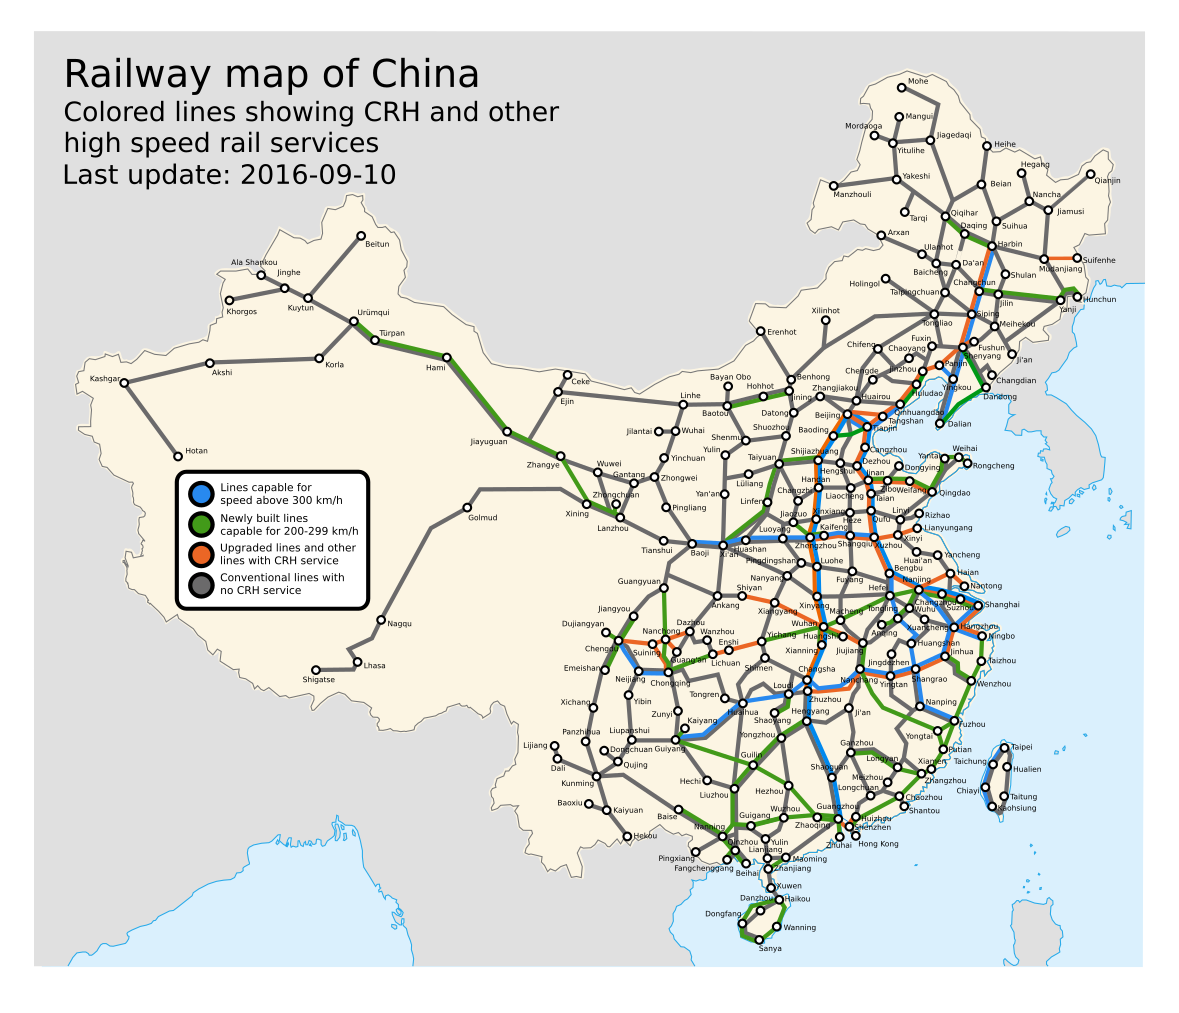 Railway map of China
Colored lines showing CRH and other
high speed rail services
Last update: 2016-09-10
Mohe
Mangui
Mordaoga
Jiagedaqi
Yitulihe
Heihe
Hegang
Qianjin
Yakeshi
Beian
Manzhouli
Nancha
Jiamusi
Tarqi
Qiqihar
Daqing
Suihua
Arxan
Ulanhot
Harbin
Beitun
Ala Shankou
Jinghe
Da'an
Mudanjiang
Suifenhe
Baicheng
Shulan
Holingol
Changchun
Taipingchuan
Jilin
Yanji
Hunchun
Khorgos
Kuytun
Urümqui
Xilinhot
Tongliao
Siping
Meihekou
Erenhot
Türpan
Fuxin
Chifeng
Chaoyang
Fushun
Shenyang
Ji'an
Korla
Hami
Akshi
Kashgar
Jinzhou
Panjin
Ceke
Bayan Obo
Hohhot
Benhong
Chengde
Zhangjiakou
Huludao
Yingkou
Changdian
Dandong
Ejin
Linhe
Baotou
Jining
Huairou
Datong
Beijing
Qinhuangdao
Tangshan
Dalian
Jiayuguan
Jilantai
Wuhai
Shenmu
Shuozhou
Baoding
Tianjin
Hotan
Zhangye
Yinchuan
Yulin
Taiyuan
Shijiazhuang
Cangzhou
Yantai
Weihai
Rongcheng
Wuwei
Gantang
Zhongwei
Lüliang
Hengshui
Dezhou
Dongying
Jinan
Lines capable for
speed above 300 km/h
Newly built lines
capable for 200-299 km/h
Upgraded lines and other
lines with CRH service
Conventional lines with
no CRH service
Zhongchuan
Yan'an
Handan
Zibo
Weifang
Qingdao
Golmud
Xining
Lanzhou
Pingliang
Linfen
Changzhi
Liaocheng
Taian
Jiaozuo
Xinxiang
Heze
Qufu
Linyi
Rizhao
Luoyang
Kaifeng
Lianyungang
Tianshui
Baoji
Xi'an
Huashan
Zhengzhou
Shangqiu
Xuzhou
Xinyi
Pingdingshan
Luohe
Huai'an
Yancheng
Guangyuan
Nanyang
Fuyang
Bengbu
Haian
Shiyan
Nanjing
Nantong
Ankang
Xiangyang
Xinyang
Hefei
Changzhou
Suzhou
Shanghai
Jiangyou
Macheng
Tongling
Wuhu
Nagqu
Dujiangyan
Nanchong
Dazhou
Wanzhou
Wuhan
Huangshi
Anqing
Xuancheng
Hangzhou
Ningbo
Chengdu
Suining
Guang'an
Enshi
Yichang
Xianning
Jiujiang
Huangshan
Lichuan
Lhasa
Shigatse
Emeishan
Neijiang
Chongqing
Shimen
Changsha
Jingdezhen
Jinhua
Taizhou
Nanchang
Yingtan
Shangrao
Wenzhou
Yibin
Tongren
Loudi
Zhuzhou
Xichang
Zunyi
Huaihua
Nanping
Kaiyang
Shaoyang
Hengyang
Ji'an
Panzhihua
Liupanshui
Guiyang
Yongzhou
Fuzhou
Lijiang
Dongchuan
Yongtai
Dali
Qujing
Ganzhou
Putian
Guilin
Longyan
Xiamen
Taipei
Taichung
Hualien
Kunming
Hechi
Shaoguan
Meizhou
Zhangzhou
Liuzhou
Hezhou
Longchuan
Chiayi
Taitung
Baoxiu
Kaiyuan
Baise
Wuzhou
Guangzhou
Chaozhou
Shantou
Kaohsiung
Guigang
Zhaoqing
Huizhou
Shenzhen
Nanning
Hekou
Qinzhou
Yulin
Zhuhai
Hong Kong
Lianjiang
Pingxiang
Fangchenggang
Beihai
Maoming
Zhanjiang
Xuwen
Danzhou
Haikou
Dongfang
Wanning
Sanya